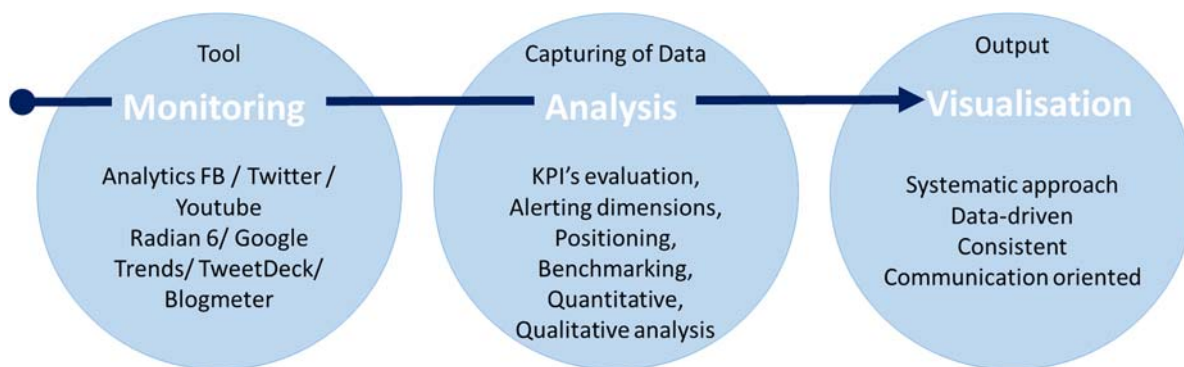 Tool
Monitoring
Analytics FB / Twitter /
Youtube
Radian 6/ Google
Trends/ TweetDeck/
Blogmeter
Capturing of Data
Analysis
KPI's evaluation,
Alerting dimensions,
Positioning,
Benchmarking,
Quantitative,
Qualitative analysis
Output
Visualisation
Systematic approach
Data-driven
Consistent
Communication oriented